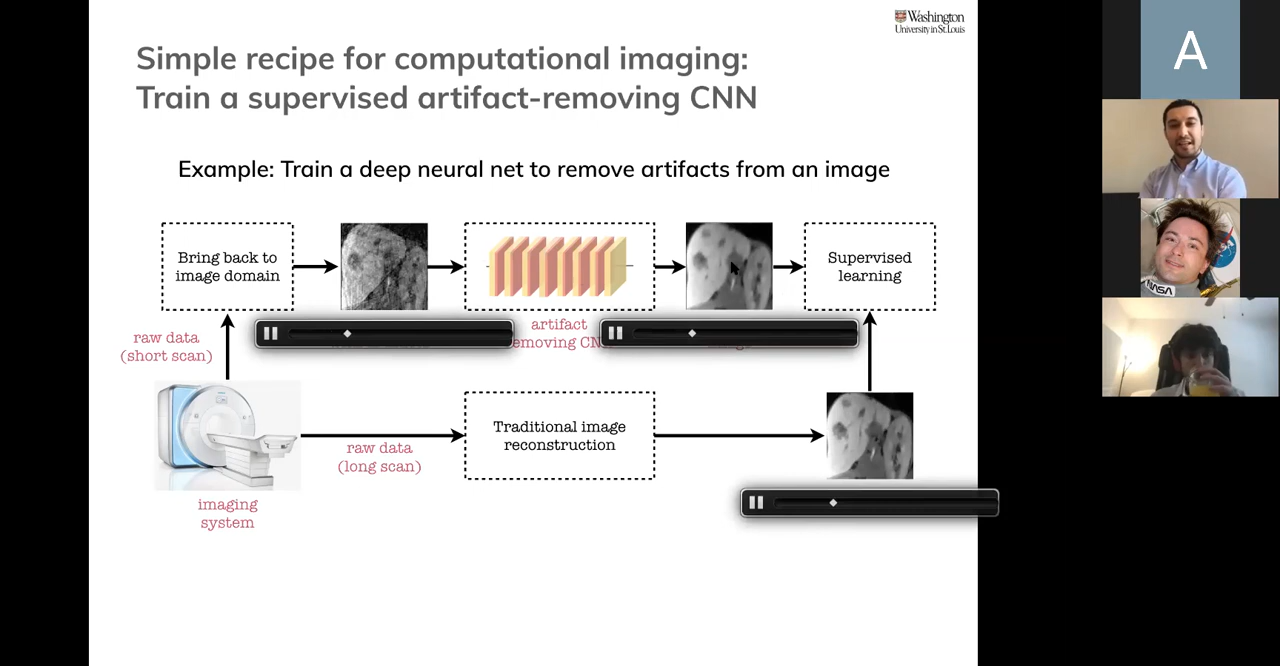 Washington
University in St. Louis
Simple recipe for computational imaging:
Train a supervised artifact-removing CNN
Example: Train a deep neural net to remove artifacts from an image
Bring back to
image domain
Supervised
learning
raw data
(short scan)
artifact
emoving CN
Traditional image
reconstruction
raw data
(long scan)
imaging
system
A
NASA